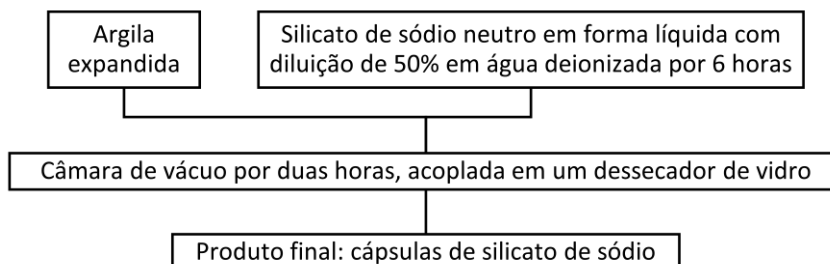 Argila
expandida
Silicato de sódio neutro em forma líquida com
diluição de 50% em água deionizada por 6 horas
Câmara de vácuo por duas horas, acoplada em um dessecador de vidro
Produto final: cápsulas de silicato de sódio